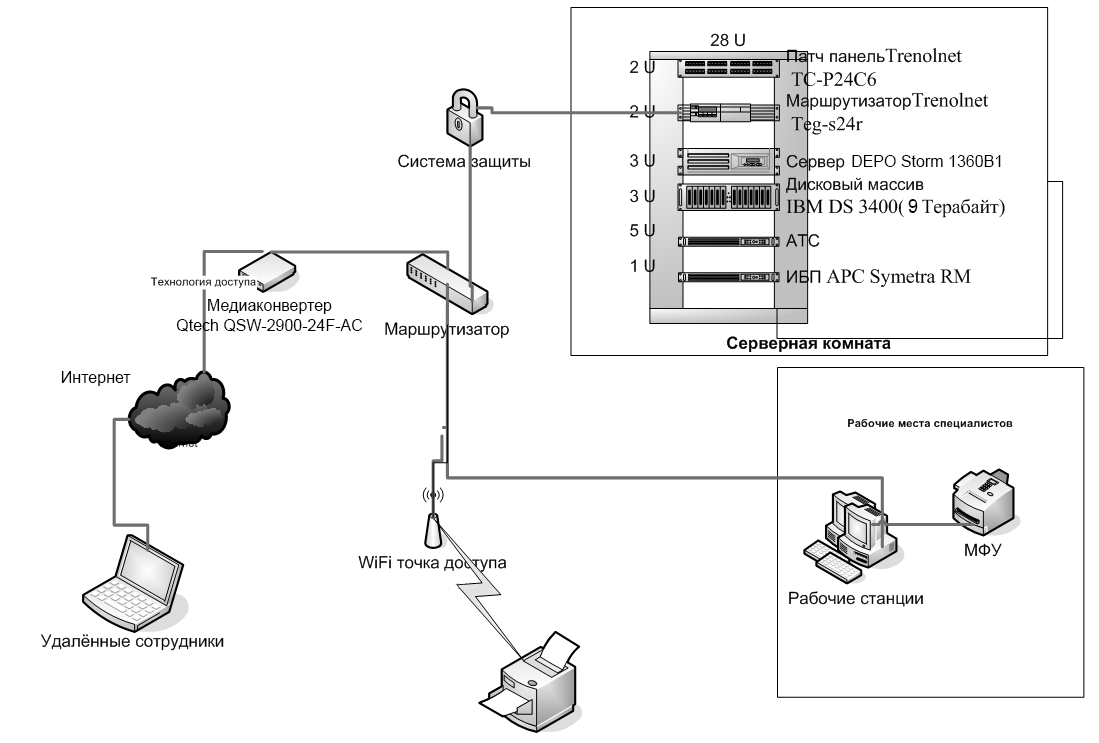 28 U
2 U
Патч панельTrenolnet
TC-P24C6
2 U
МаршрутизаторTrenolnet
Teg-s24r
3 U
Сервер DEPO Storm 1360B1
3 U
Дисковый массив
IBM DS 3400( 9 Терабайт)
5 U
АТС
1 U
ИБП APC Symetra RM
Серверная комната
Система защиты
Технология доступа
Медиаконвертер
Qtech QSW-2900-24F-AC
Маршрутизатор
Интернет
Рабочие места специалистов
WiFi точка доступа
МФУ
Рабочие станции
Удалённые сотрудники